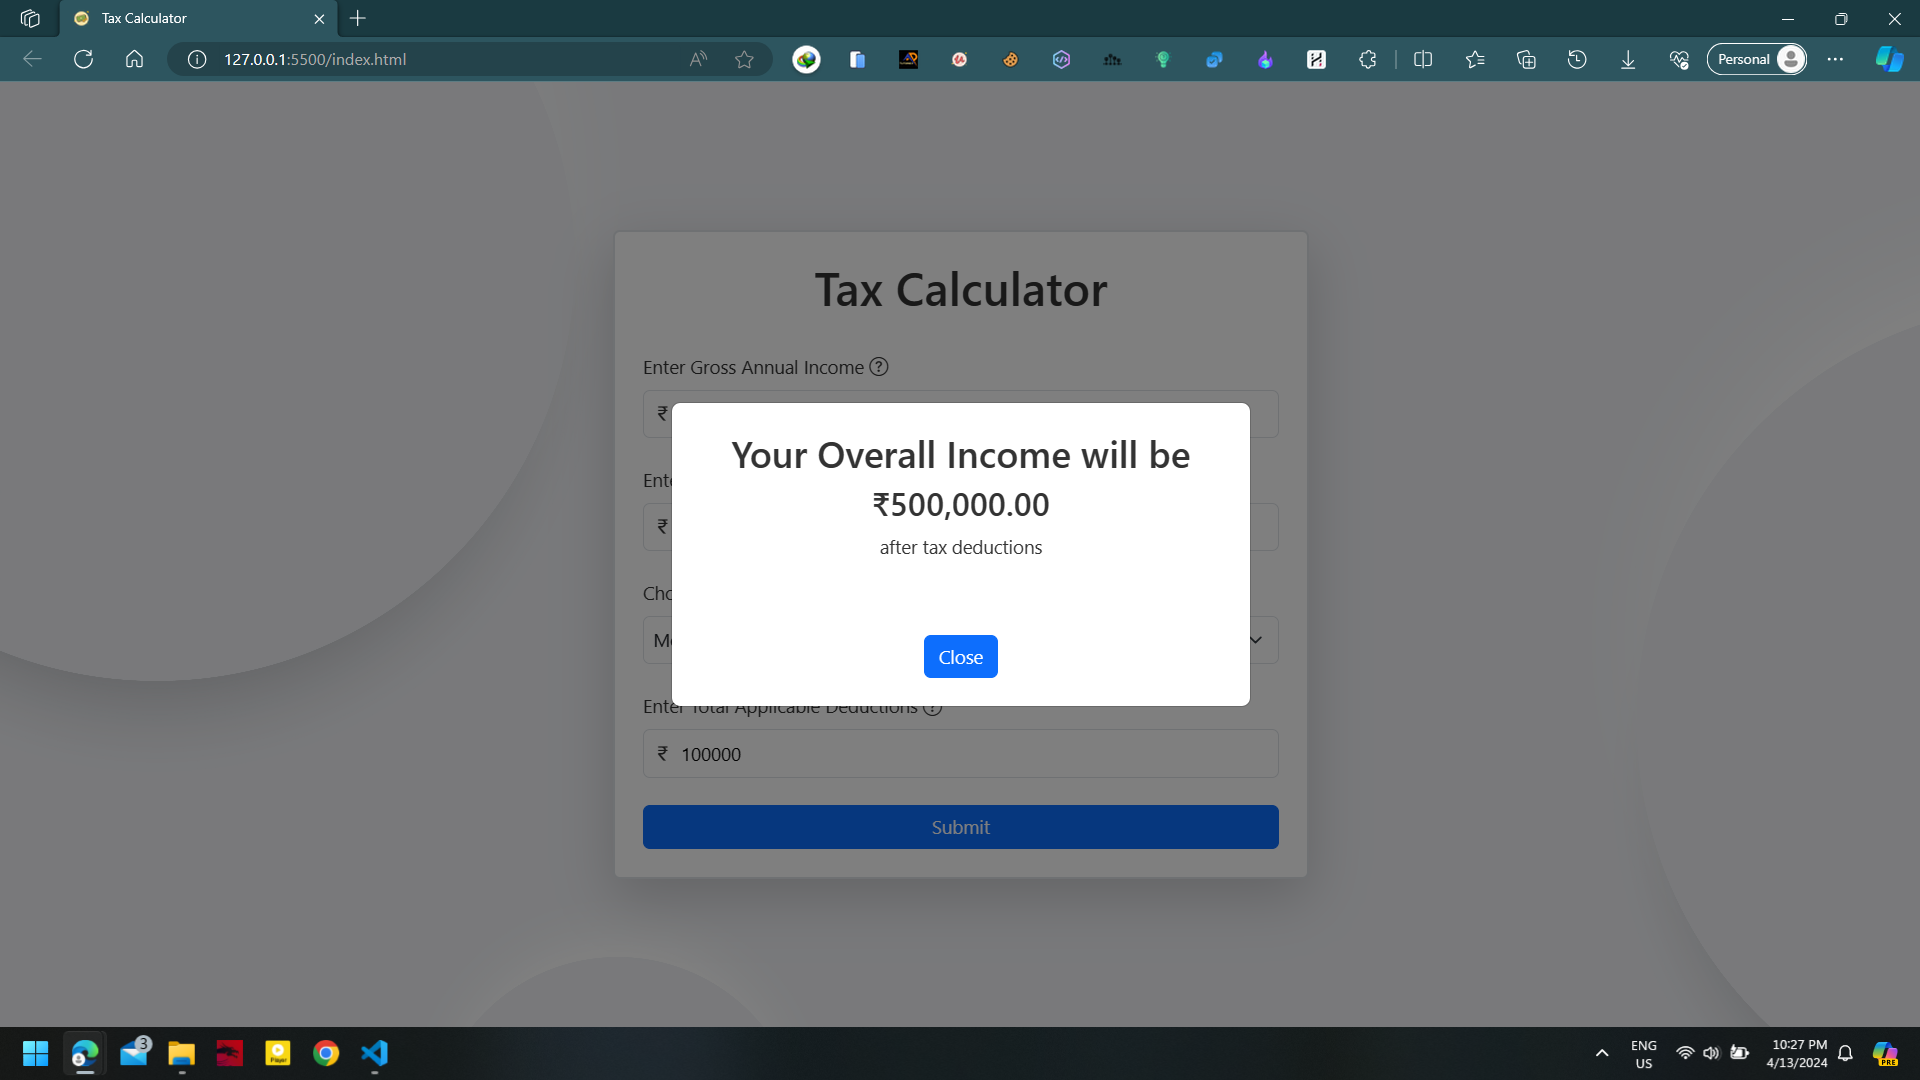 Tax Calculator
127.0.0.1:5500/index.html
Personal
Tax Calculator
Enter Gross Annual Income ?
₹
Your Overall Income will be
₹500,000.00
after tax deductions
₹
Close
Enter Total Applicable Deductions ?
₹ 100000
Submit
3
Player
ENG
US
10:27 PM
4/13/2024
PRE